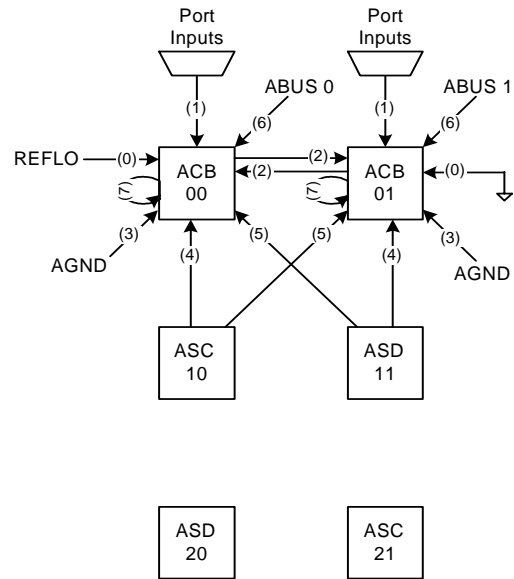 Port
Inputs
Port
Inputs
ABUS 0
ABUS 1
(1)
(1)
(6)
(6)
REFLO
(0)
ACB
00
(2)
(2)
ACB
01
(0)
(7)
(7)
(3)
(5)
(5)
(3)
AGND
(4)
(4)
AGND
ASC
10
ASD
11
ASD
20
ASC
21